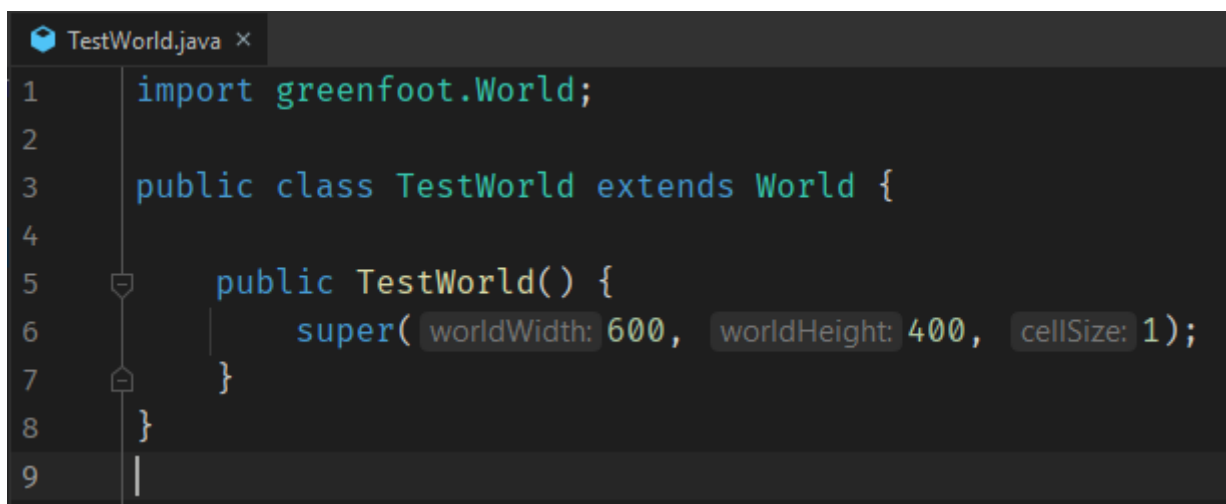 TestWorld.java ×
1 import greenfoot.World;
2
3 public class TestWorld extends World {
4
5 public TestWorld() {
6 super( worldWidth: 600, worldHeight: 400, cellSize: 1);
7 }
8 }
9